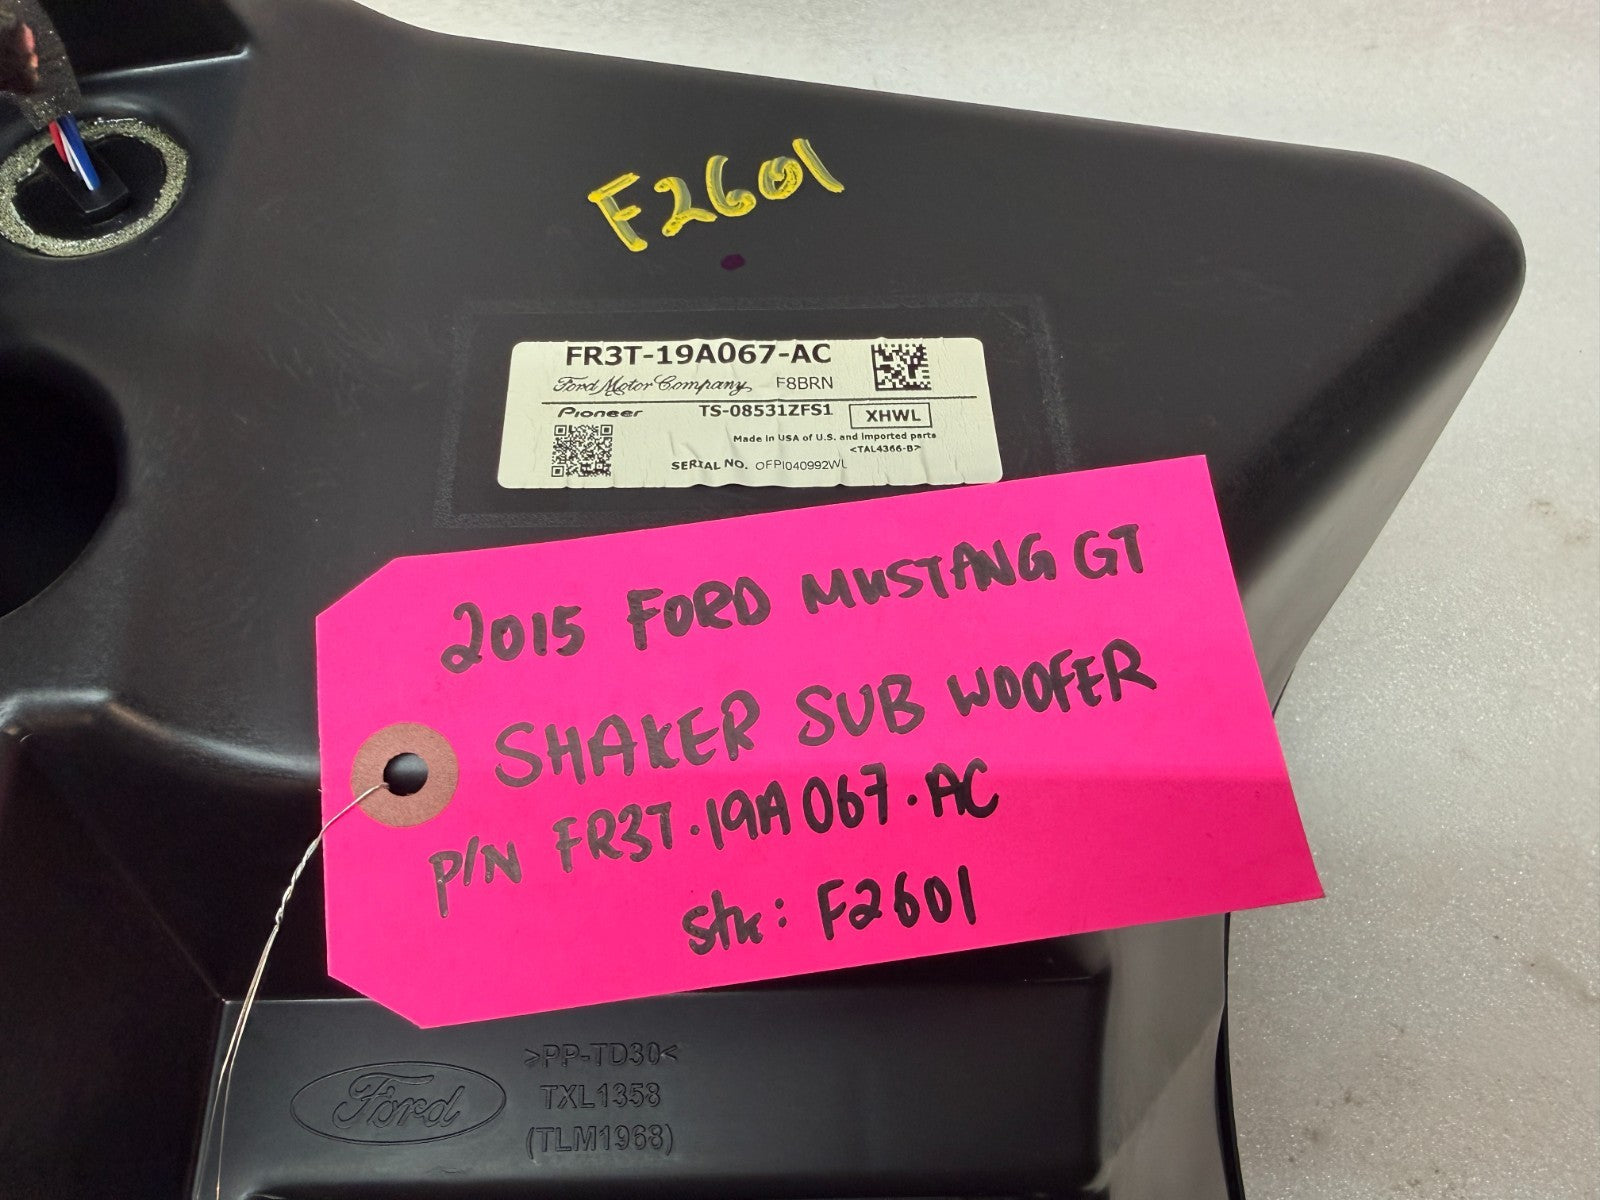 F2601
FR3T-19A067-AC
Ford Motor Company F8BRN
Pioneer TS-08531ZFS1 XHWL
Made in USA of U.S. and imported parts
<TAL4366-B>
SERIAL NO. OFPI040992WL
2015 FORD MUSTANG GT
SHAKER SUB WOOFER
P/N FR3T.19A067.AC
Stk: F2601
Ford
>PP-TD30<
TXL1358
(TLM1968)